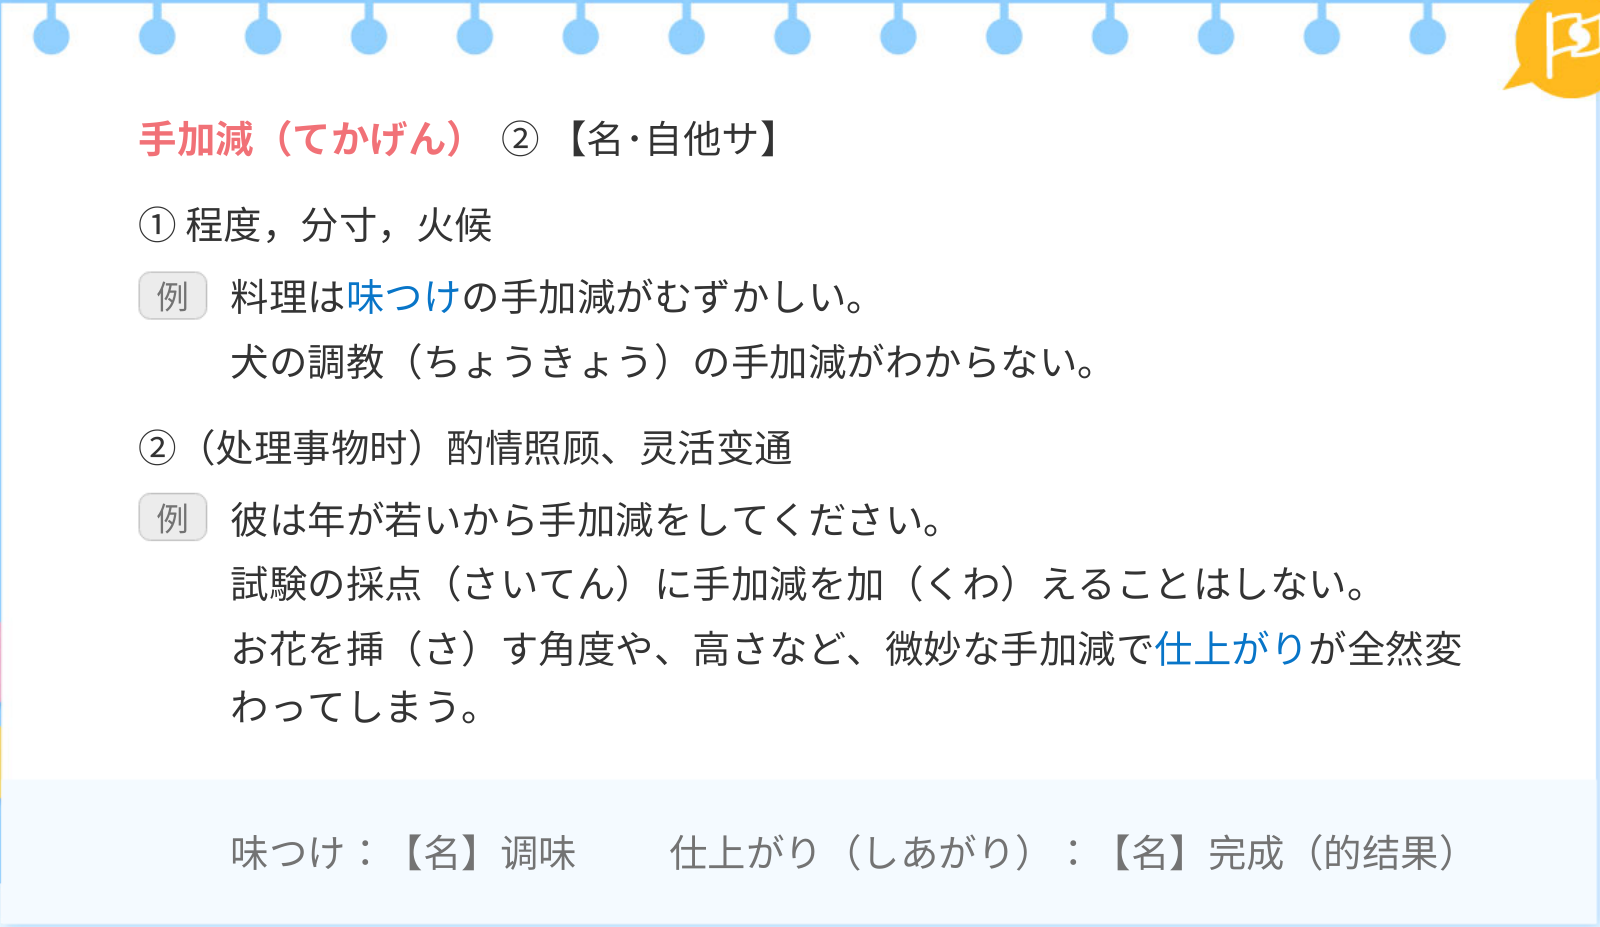 手加減（てかげん） ② 【名·自他サ】
① 程度，分寸，火候
例 料理は味つけの手加減がむずかしい。
犬の調教（ちょうきょう）の手加減がわからない。
②（处理事物时）酌情照顾、灵活变通
例 彼は年が若いから手加減をしてください。
試験の採点（さいてん）に手加減を加（くわ）えることはしない。
お花を挿（さ）す角度や、高さなど、微妙な手加減で仕上がりが全然変
わってしまう。
味つけ：【名】调味 仕上がり（しあがり）：【名】完成（的结果）